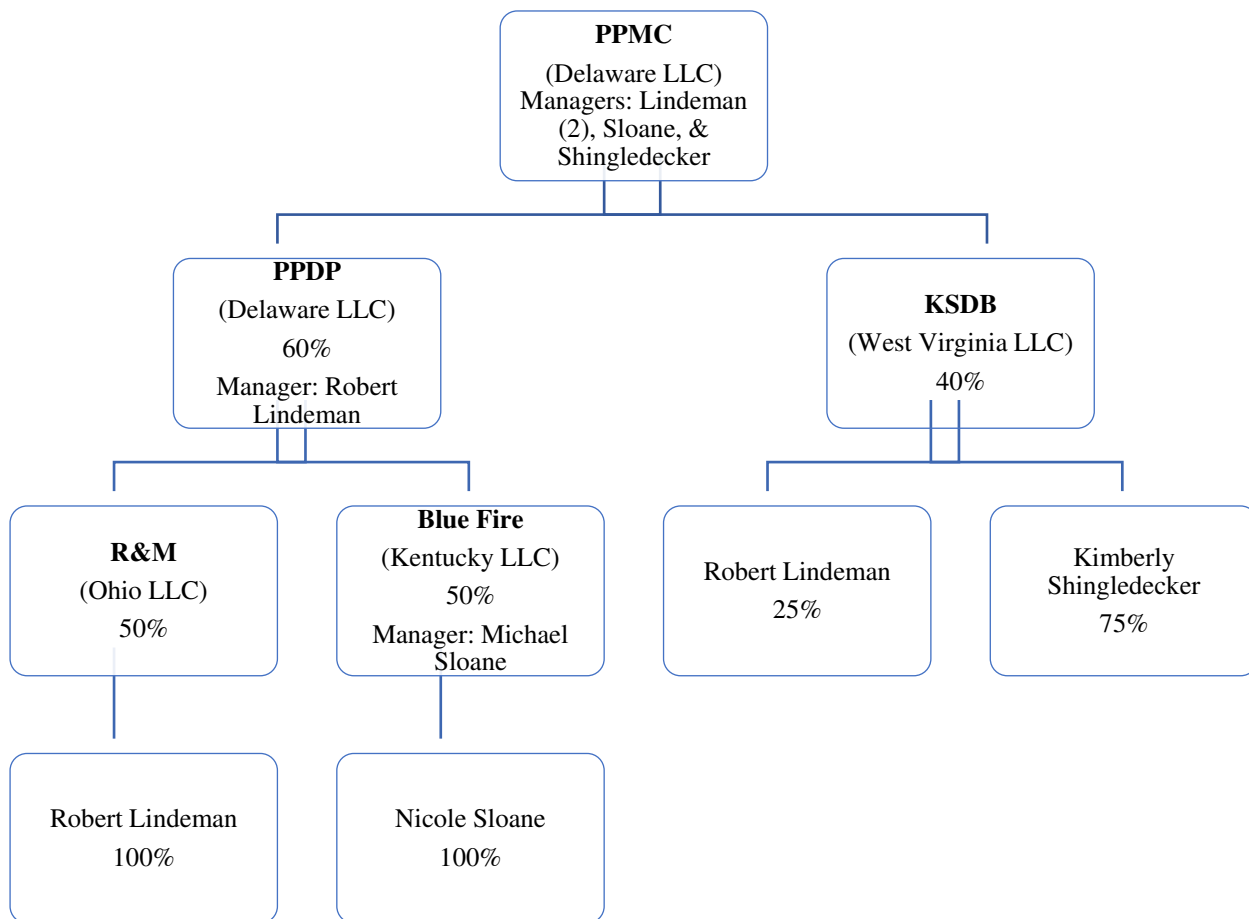 PPMC
(Delaware LLC)
Managers: Lindeman
(2), Sloane, &
Shingledecker
PPDP
(Delaware LLC)
60%
Manager: Robert
Lindeman
KSDB
(West Virginia LLC)
40%
R&M
(Ohio LLC)
50%
Blue Fire
(Kentucky LLC)
50%
Manager: Michael
Sloane
Robert Lindeman
25%
Kimberly
Shingledecker
75%
Robert Lindeman
100%
Nicole Sloane
100%